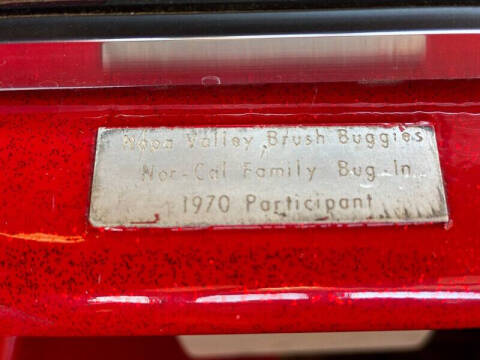 Napa Valley Brush Buggies
Nor-Cal Family Bug-In
1970 Participant